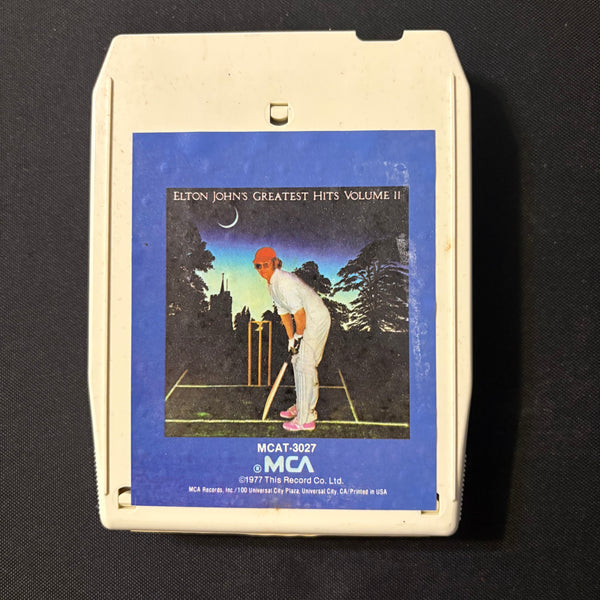 ELTON JOHN'S GREATEST HITS VOLUME II
MCAT-3027
® MCA
©1977 This Record Co. Ltd.
MCA Records, Inc./100 Universal City Plaza, Universal City, CA/Printed in USA